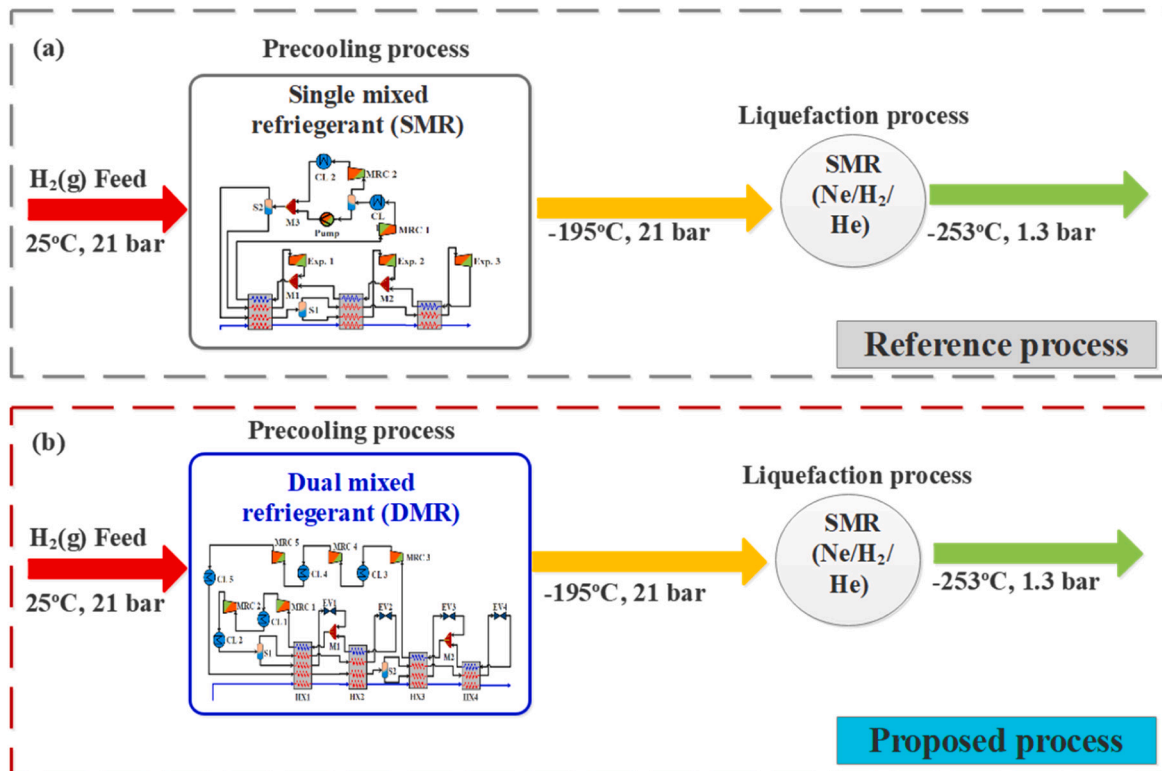 (a)
Precooling process
Single mixed
refriegerant (SMR)
CL 2
MRC 2
S2
M3
Pump
CL
MRC 1
Exp. 1
Exp. 2
Exp. 3
M1
M2
S1
H₂(g) Feed
25°C, 21 bar
-195°C, 21 bar
Liquefaction process
SMR
(Ne/H₂/
He)
-253°C, 1.3 bar
Reference process
(b)
Precooling process
Dual mixed
refriegerant (DMR)
MRC 5
MRC 4
MRC 3
CL 5
CL 4
CL 3
MRC 2
MRC 1
CL 1
CL 2
EV1
EV2
EV3
EV4
S1
M1
M2
S2
HX1
HX2
HX3
HX4
H₂(g) Feed
25°C, 21 bar
-195°C, 21 bar
Liquefaction process
SMR
(Ne/H₂/
He)
-253°C, 1.3 bar
Proposed process